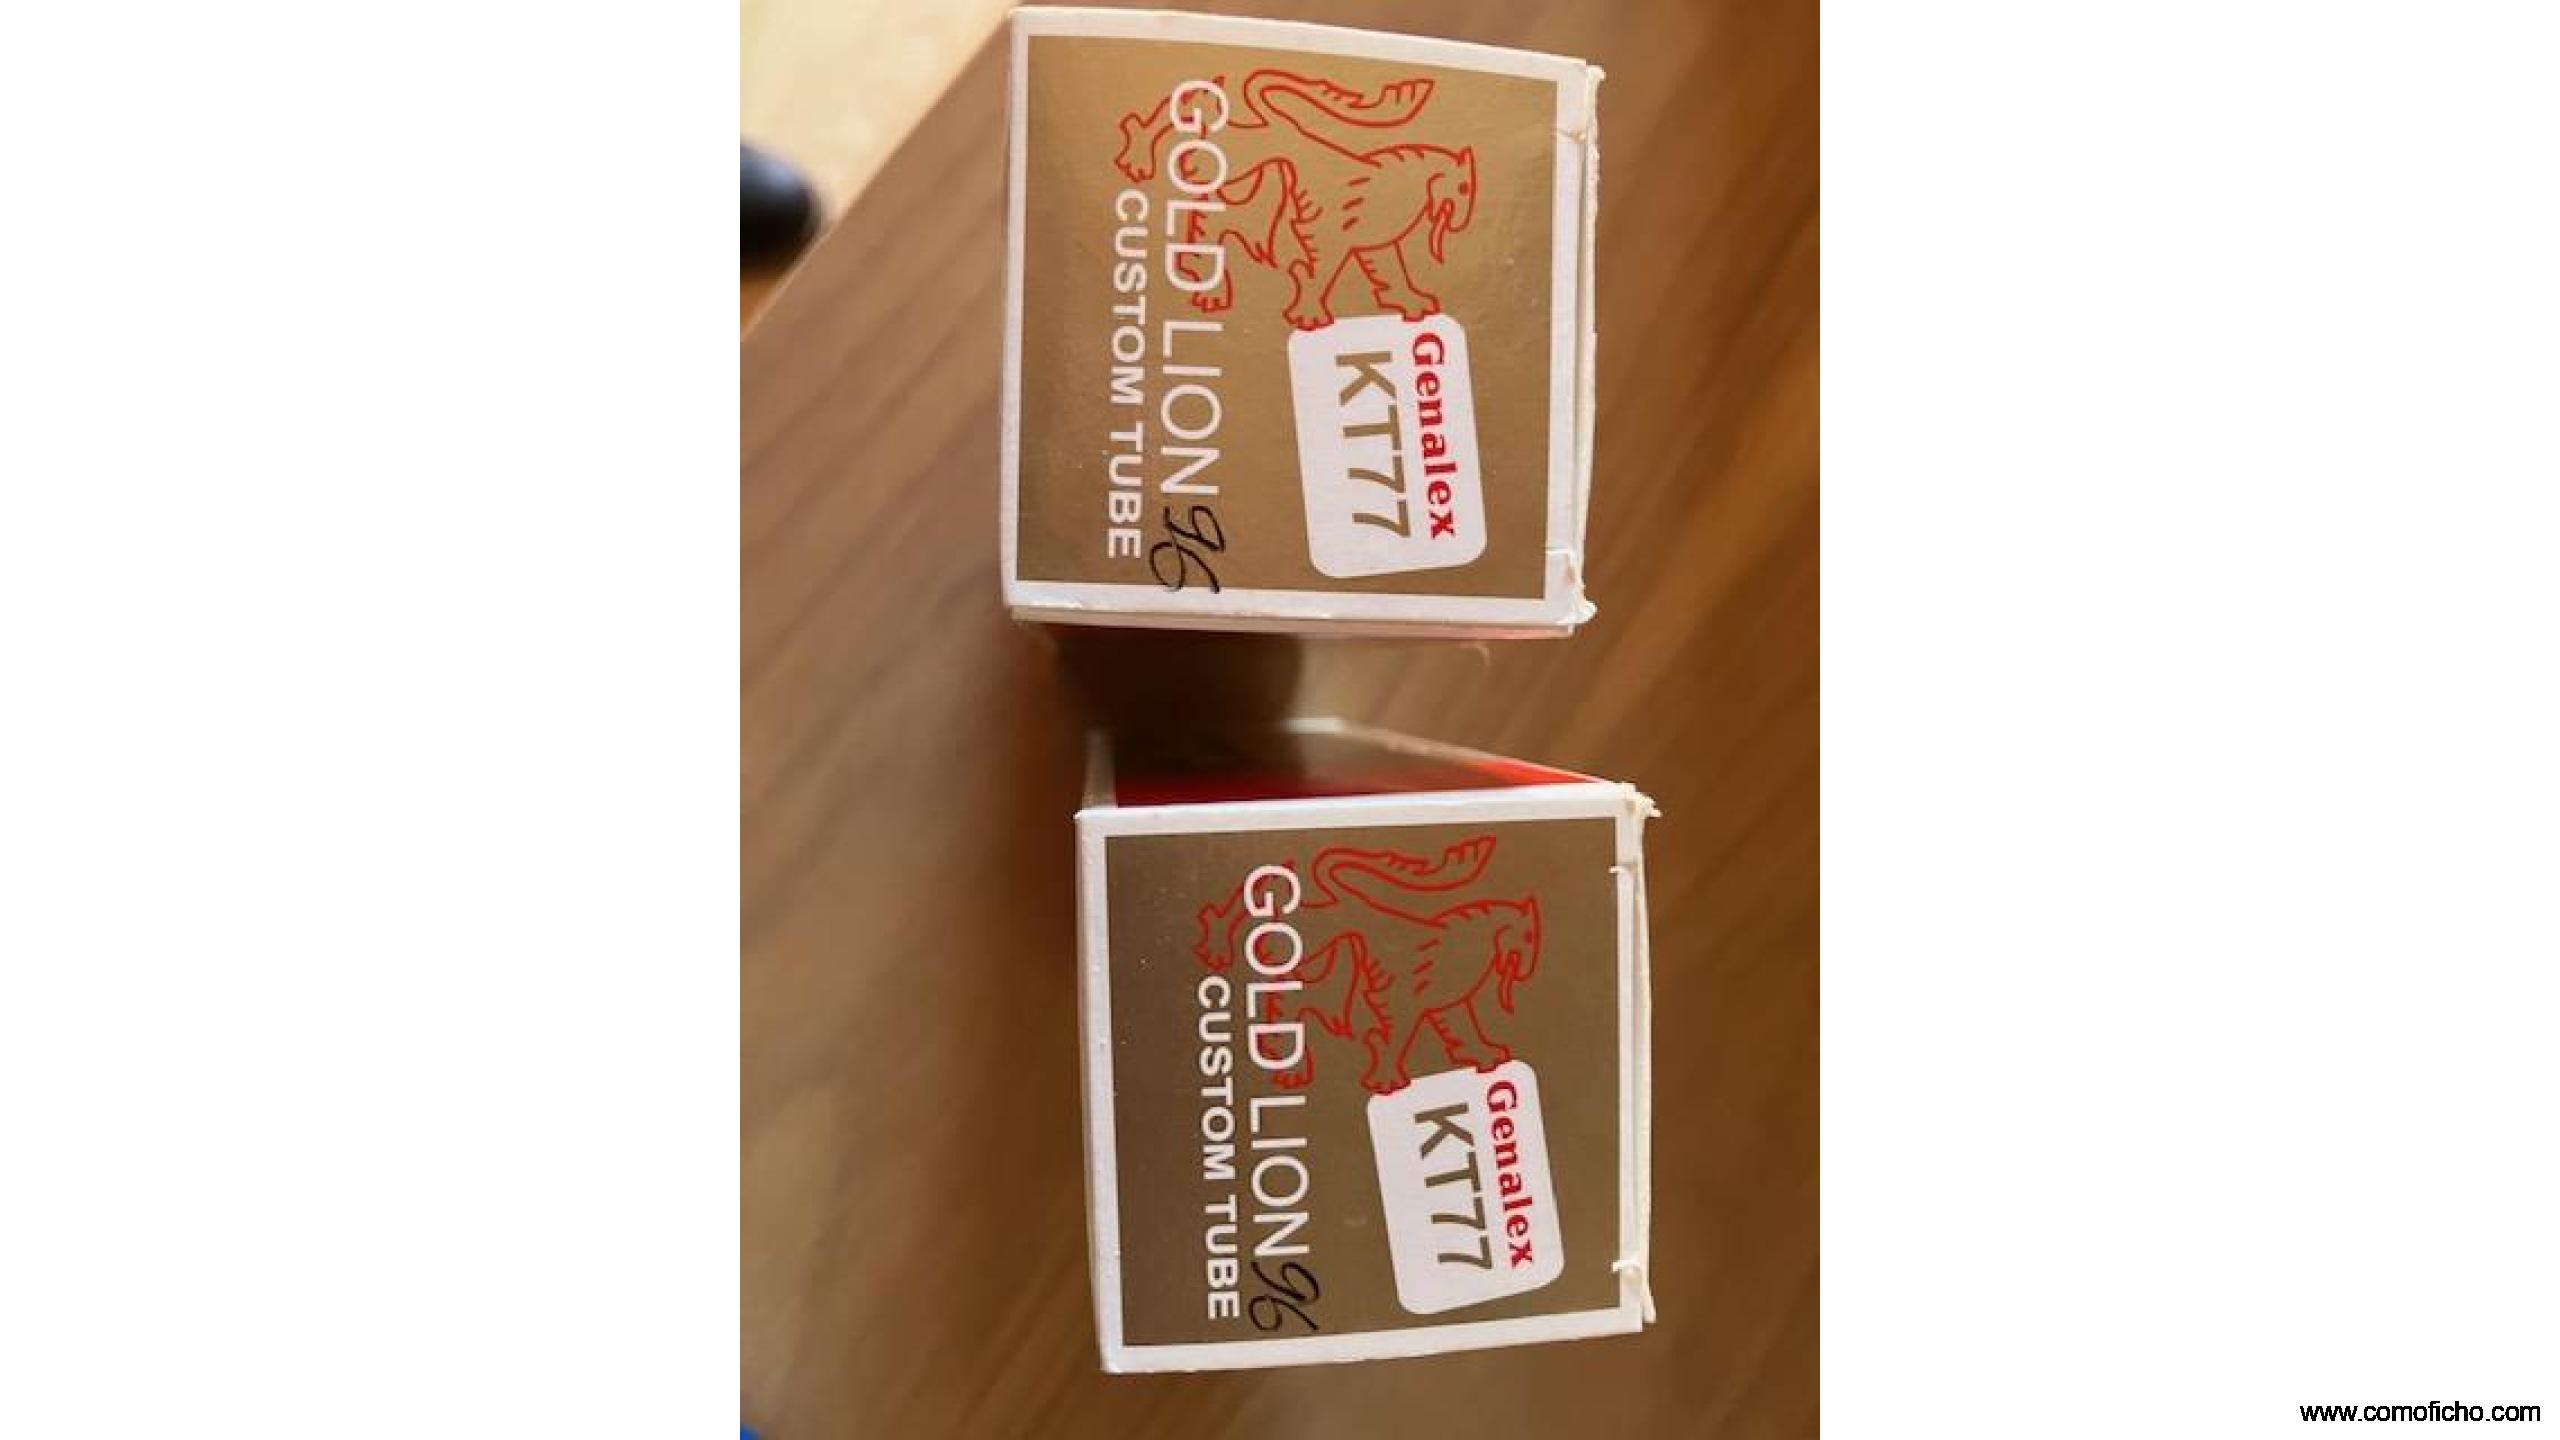 Genalex
KT77
GOLD LION 96
CUSTOM TUBE
Genalex
KT77
GOLD LION 96
CUSTOM TUBE
www.comoficho.com